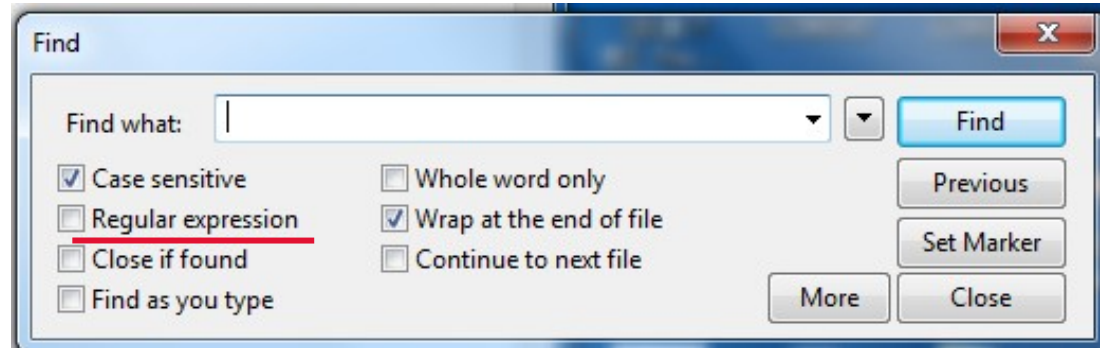 Find
Find what:
Find
Case sensitive
Whole word only
Previous
Regular expression
Wrap at the end of file
Set Marker
Close if found
Continue to next file
Find as you type
More
Close